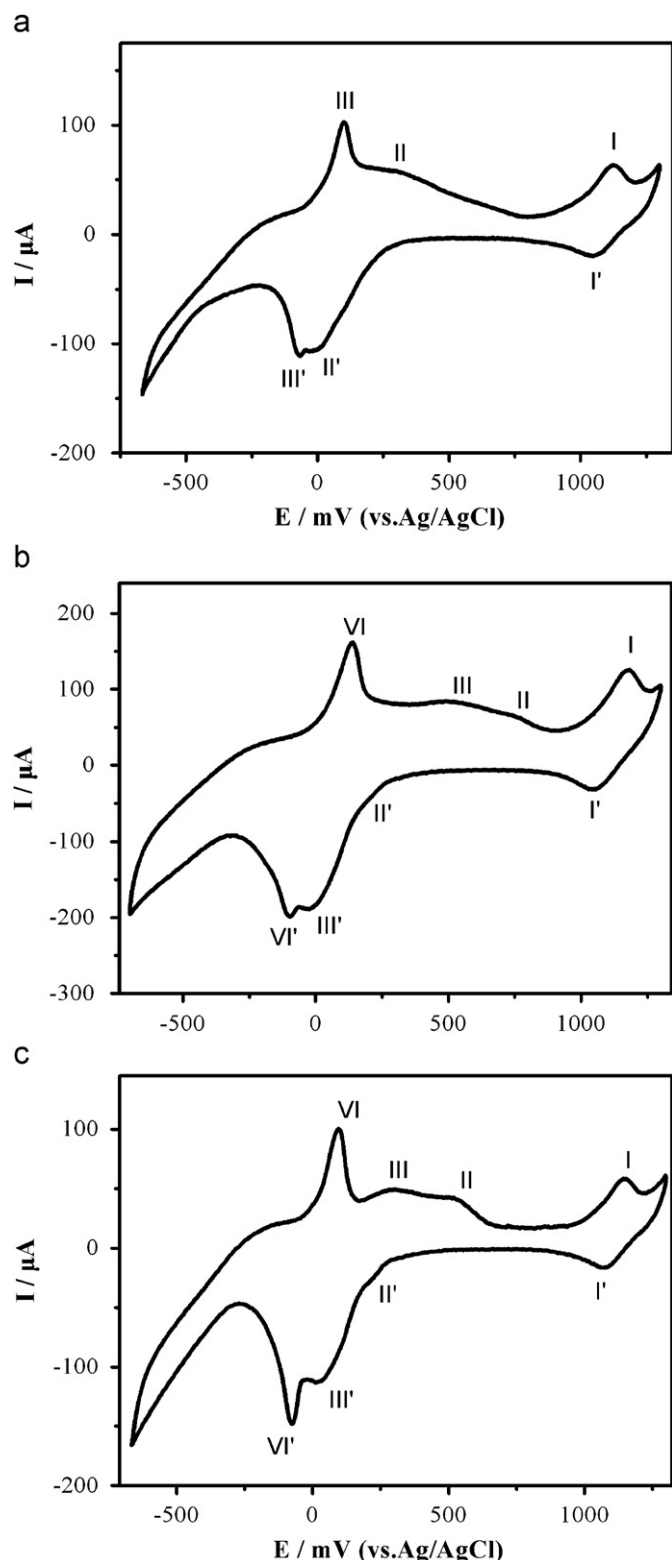 a
III
II
I
100
0
-100
-200
I / µA
III'
II'
I'
-500
0
500
1000
E / mV (vs.Ag/AgCl)
b
VI
III
II
I
200
100
0
-100
-200
-300
I / µA
VI'
III'
II'
I'
-500
0
500
1000
c
VI
III
II
I
100
0
-100
-200
I / µA
VI'
III'
II'
I'
-500
0
500
1000
E / mV (vs.Ag/AgCl)